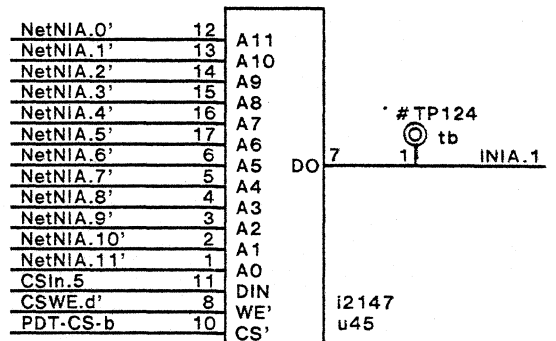 NetNIA.0' 12 A11
NetNIA.1' 13 A10
NetNIA.2' 14 A9
NetNIA.3' 15 A8
NetNIA.4' 16 A7
NetNIA.5' 17 A6
NetNIA.6' 6 A5
NetNIA.7' 5 A4
NetNIA.8' 4 A3
NetNIA.9' 3 A2
NetNIA.10' 2 A1
NetNIA.11' 1 A0
CSIn.5 11 DIN
CSWE.d' 8 WE'
PDT-CS-b 10 CS'
DO 7 1 INIA.1
#TP124
tb
i2147
u45